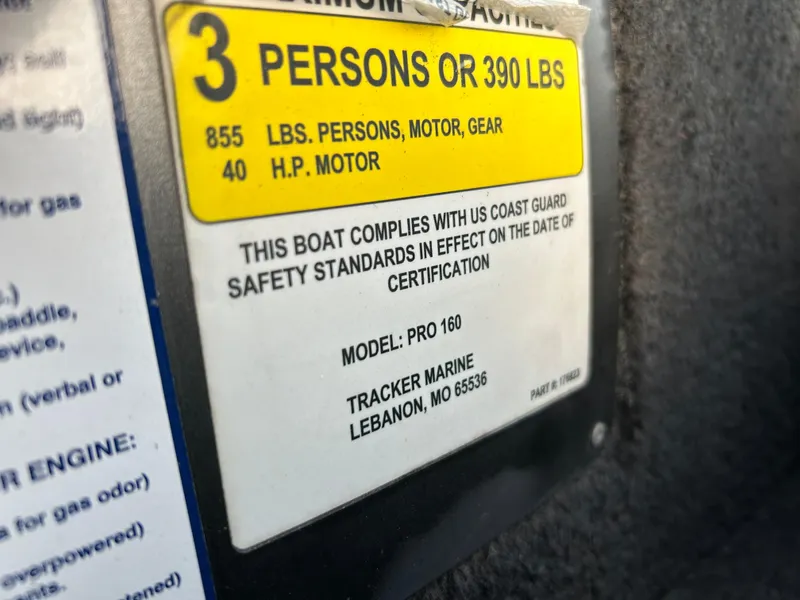 for gas
3 PERSONS OR 390 LBS
855 LBS. PERSONS, MOTOR, GEAR
40 H.P. MOTOR
THIS BOAT COMPLIES WITH US COAST GUARD
SAFETY STANDARDS IN EFFECT ON THE DATE OF
CERTIFICATION
MODEL: PRO 160
TRACKER MARINE
LEBANON, MO 65536
PART #:
(verbal or
ENGINE:
for gas odor)
overpowered)